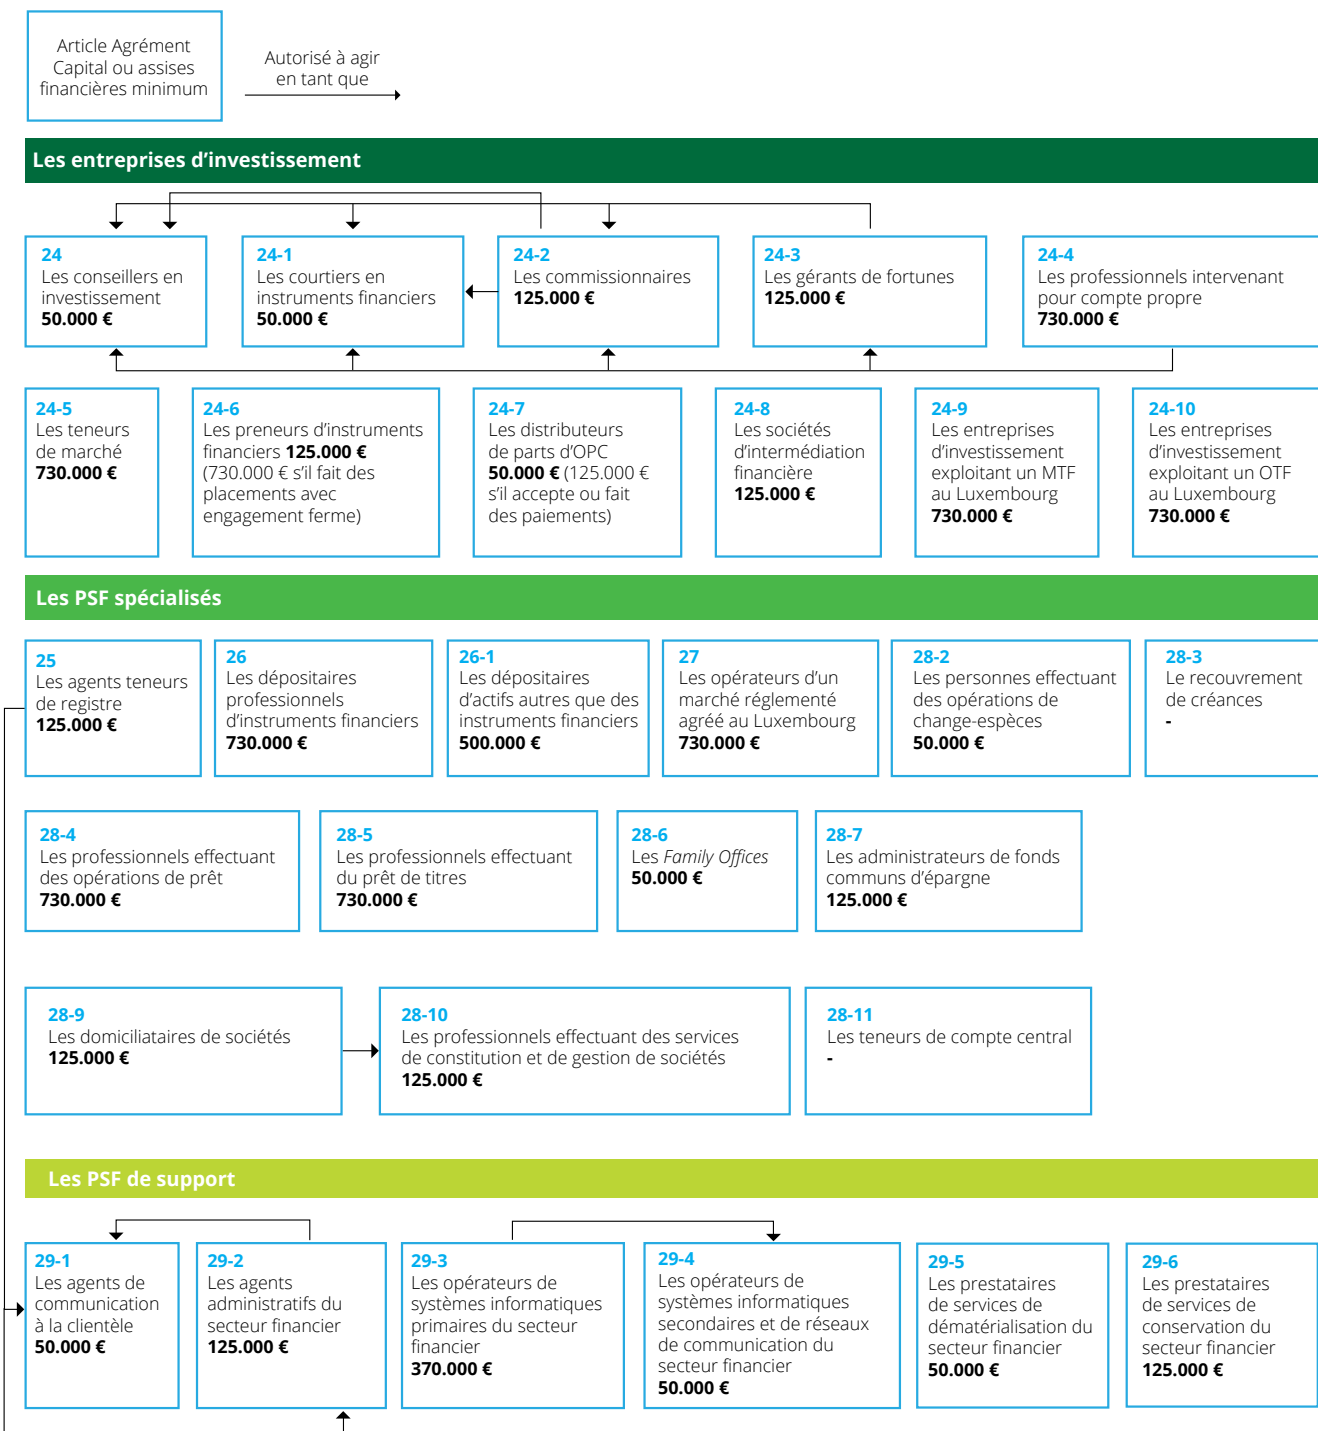 Article Agrément
Capital ou assises
financières minimum
Autorisé à agir
en tant que
Les entreprises d’investissement
24
Les conseillers en
investissement
50.000 €
24-1
Les courtiers en
instruments financiers
50.000 €
24-2
Les commissionnaires
125.000 €
24-3
Les gérants de fortunes
125.000 €
24-4
Les professionnels intervenant
pour compte propre
730.000 €
24-5
Les teneurs
de marché
730.000 €
24-6
Les preneurs d’instruments
financiers 125.000 €
(730.000 € s’il fait des
placements avec
engagement ferme)
24-7
Les distributeurs
de parts d’OPC
50.000 € (125.000 €
s’il accepte ou fait
des paiements)
24-8
Les sociétés
d’intermédiation
financière
125.000 €
24-9
Les entreprises
d’investissement
exploitant un MTF
au Luxembourg
730.000 €
24-10
Les entreprises
d’investissement
exploitant un OTF
au Luxembourg
730.000 €
Les PSF spécialisés
25
Les agents teneurs
de registre
125.000 €
26
Les dépositaires
professionnels
d’instruments financiers
730.000 €
26-1
Les dépositaires
d’actifs autres que des
instruments financiers
500.000 €
27
Les opérateurs d’un
marché réglementé
agréé au Luxembourg
730.000 €
28-2
Les personnes effectuant
des opérations de
change-espèces
50.000 €
28-3
Le recouvrement
de créances
-
28-4
Les professionnels effectuant
des opérations de prêt
730.000 €
28-5
Les professionnels effectuant
du prêt de titres
730.000 €
28-6
Les Family Offices
50.000 €
28-7
Les administrateurs de fonds
communs d’épargne
125.000 €
28-9
Les domiciliataires de sociétés
125.000 €
28-10
Les professionnels effectuant des services
de constitution et de gestion de sociétés
125.000 €
28-11
Les teneurs de compte central
-
Les PSF de support
29-1
Les agents de
communication
à la clientèle
50.000 €
29-2
Les agents
administratifs du
secteur financier
125.000 €
29-3
Les opérateurs de
systèmes informatiques
primaires du secteur
financier
370.000 €
29-4
Les opérateurs de
systèmes informatiques
secondaires et de réseaux
de communication du
secteur financier
50.000 €
29-5
Les prestataires
de services de
dématérialisation du
secteur financier
50.000 €
29-6
Les prestataires
de services de
conservation du
secteur financier
125.000 €